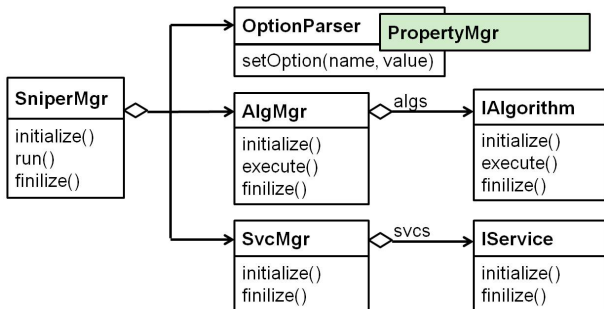 OptionParser
PropertyMgr
setOption(name, value)
SniperMgr
initialize()
run()
finilize()
AlgMgr
initialize()
execute()
finilize()
algs
IAlgorithm
initialize()
execute()
finilize()
SvcMgr
initialize()
finilize()
svcs
IService
initialize()
finilize()